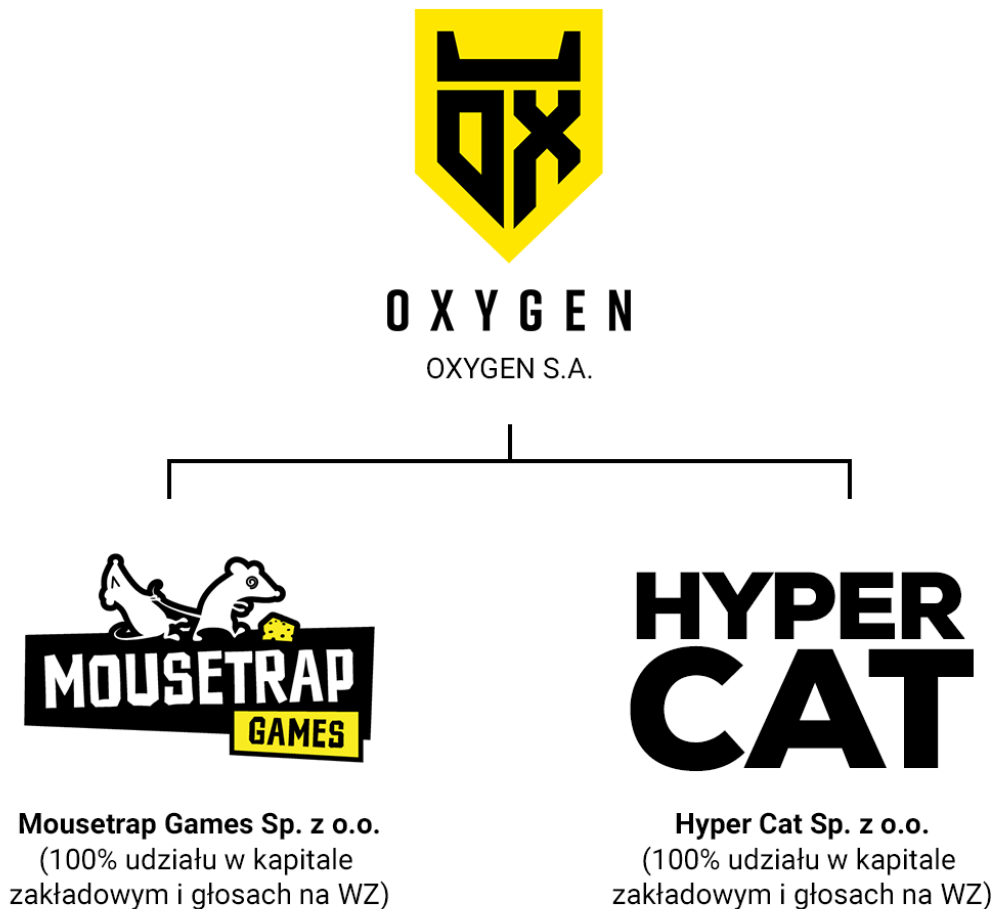 OX
OXYGEN
OXYGEN S.A.
MOUSETRAP
GAMES
HYPER
CAT
Mousetrap Games Sp. z o.o.
(100% udziału w kapitale
zakładowym i głosach na WZ)
Hyper Cat Sp. z o.o.
(100% udziału w kapitale
zakładowym i głosach na WZ)